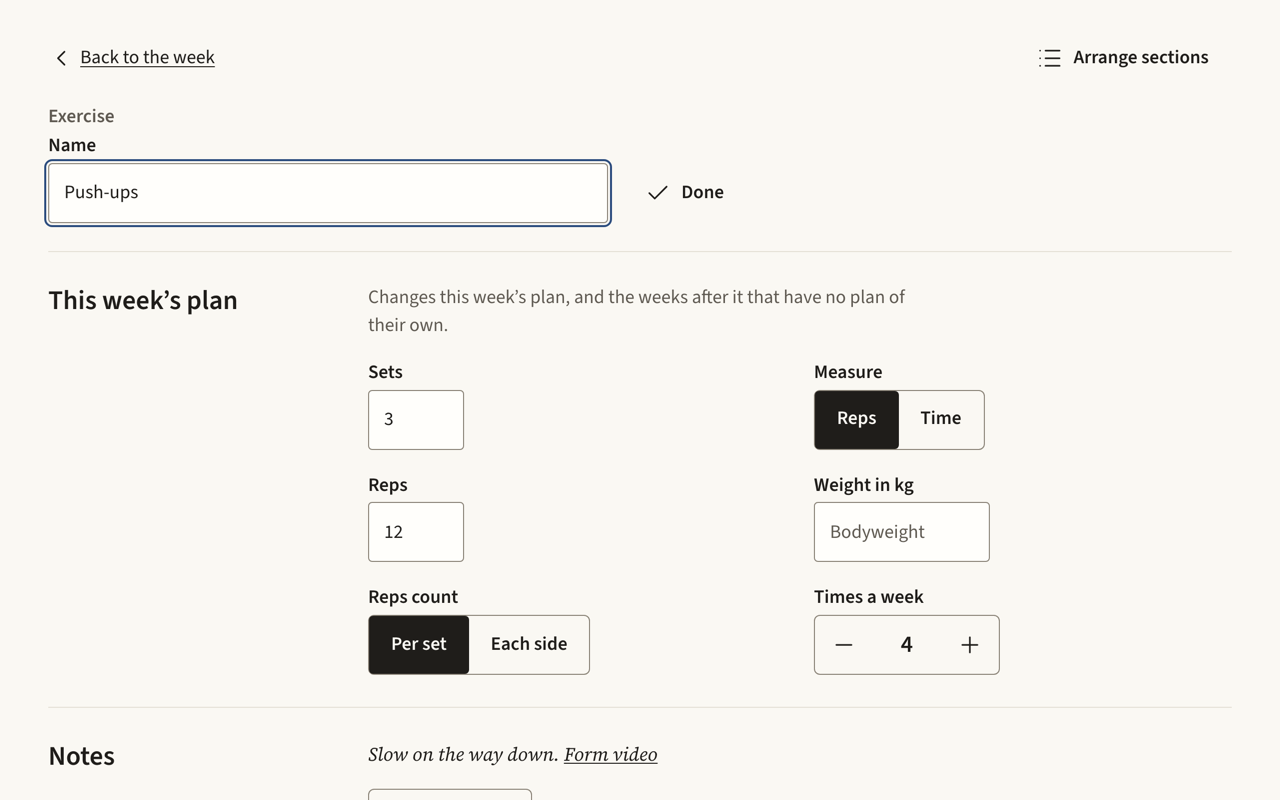 Back to the week
Arrange sections
Exercise
Name
Push-ups
Done
This week’s plan
Changes this week’s plan, and the weeks after it that have no plan of
their own.
Sets
Measure
3
Reps
Time
Reps
Weight in kg
12
Bodyweight
Reps count
Times a week
Per set
Each side
4
Notes
Slow on the way down. Form video